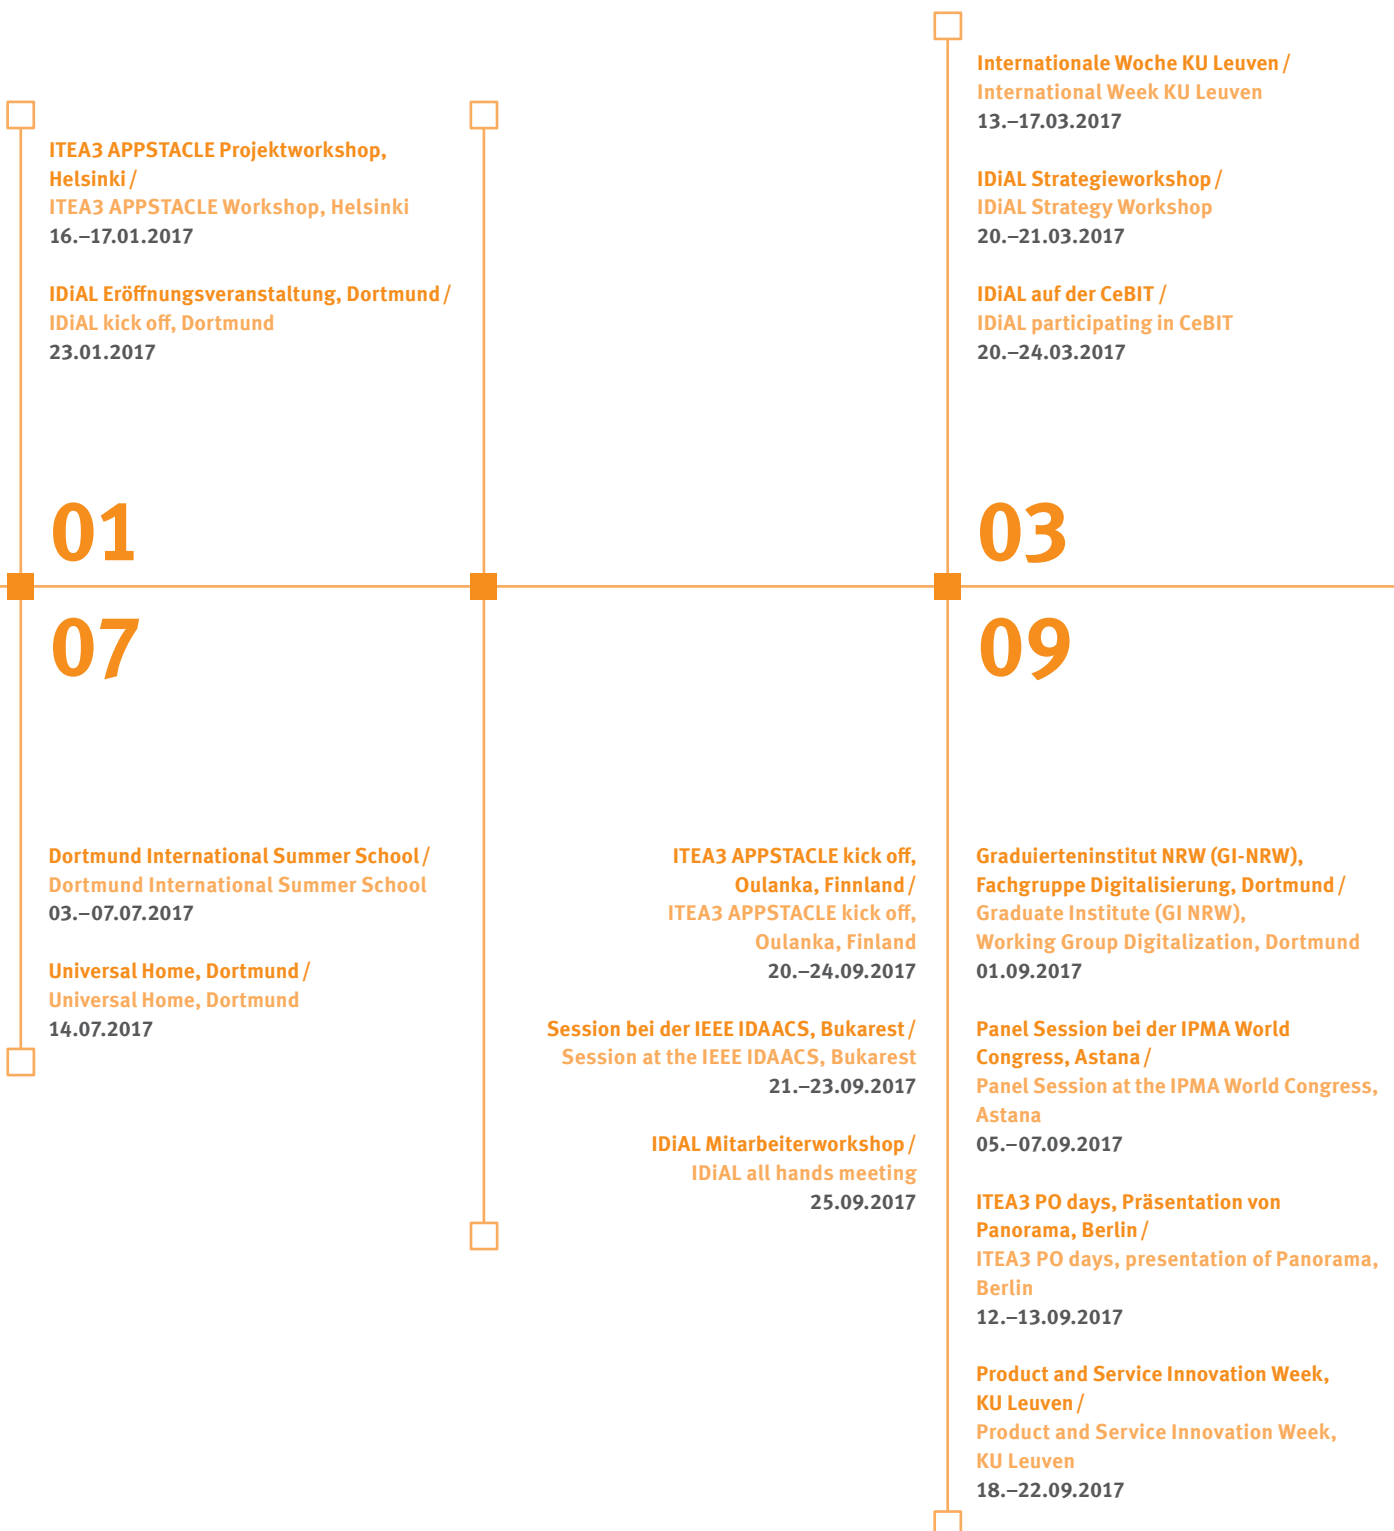 ITEA3 APPSTACLE Projektworkshop,
Helsinki /
ITEA3 APPSTACLE Workshop, Helsinki
16.–17.01.2017
IDiAL Eröffnungsveranstaltung, Dortmund /
IDiAL kick off, Dortmund
23.01.2017
01
Internationale Woche KU Leuven /
International Week KU Leuven
13.–17.03.2017
IDiAL Strategieworkshop /
IDiAL Strategy Workshop
20.–21.03.2017
IDiAL auf der CeBIT /
IDiAL participating in CeBIT
20.–24.03.2017
03
07
Dortmund International Summer School /
Dortmund International Summer School
03.–07.07.2017
Universal Home, Dortmund /
Universal Home, Dortmund
14.07.2017
09
Graduierteninstitut NRW (GI-NRW),
Fachgruppe Digitalisierung, Dortmund /
Graduate Institute (GI NRW),
Working Group Digitalization, Dortmund
01.09.2017
Panel Session bei der IPMA World
Congress, Astana /
Panel Session at the IPMA World Congress,
Astana
05.–07.09.2017
ITEA3 PO days, Präsentation von
Panorama, Berlin /
ITEA3 PO days, presentation of Panorama,
Berlin
12.–13.09.2017
Product and Service Innovation Week,
KU Leuven /
Product and Service Innovation Week,
KU Leuven
18.–22.09.2017
ITEA3 APPSTACLE kick off,
Oulanka, Finnland /
ITEA3 APPSTACLE kick off,
Oulanka, Finland
20.–24.09.2017
Session bei der IEEE IDAACS, Bukarest /
Session at the IEEE IDAACS, Bukarest
21.–23.09.2017
IDiAL Mitarbeiterworkshop /
IDiAL all hands meeting
25.09.2017